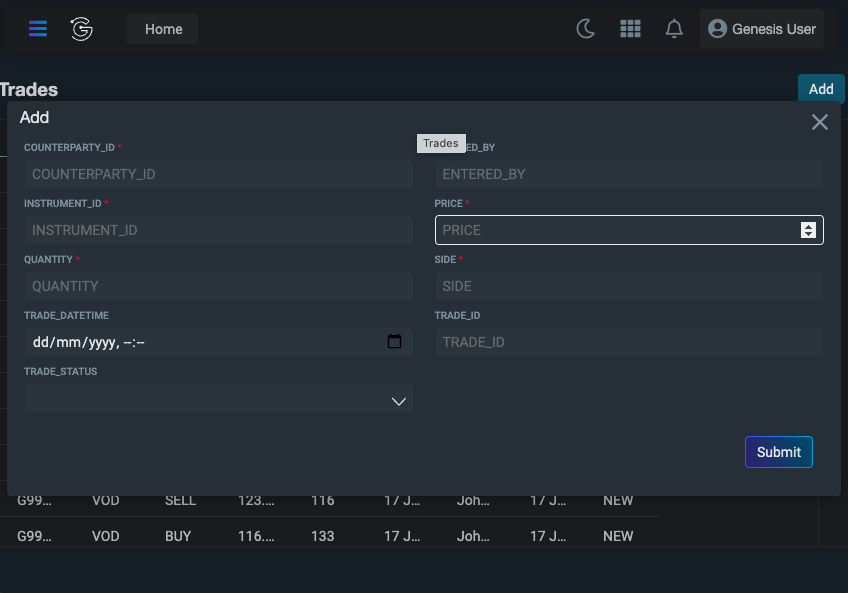 Home
Genesis User
Trades
Add
Add
COUNTERPARTY_ID *
Trades
ED_BY
COUNTERPARTY_ID
ENTERED_BY
INSTRUMENT_ID *
PRICE *
INSTRUMENT_ID
PRICE
QUANTITY *
SIDE *
QUANTITY
SIDE
TRADE_DATETIME
TRADE_ID
dd/mm/yyyy, --:--
TRADE_ID
TRADE_STATUS
Submit
G99... VOD SELL 123.... 116 17 J... Joh... 17 J... NEW
G99... VOD BUY 116.... 133 17 J... Joh... 17 J... NEW